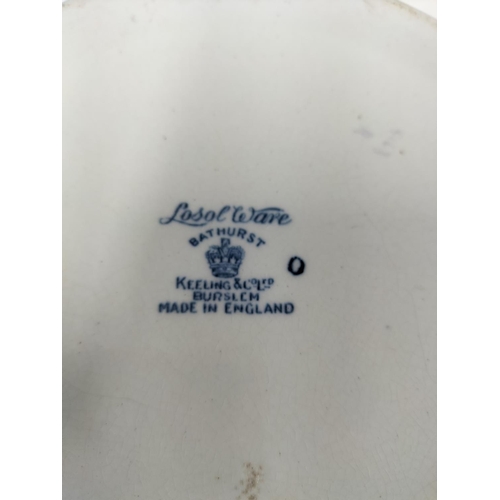 Losol Ware
BATHURST
O
KEELING & CO LTD
BURSLEM
MADE IN ENGLAND